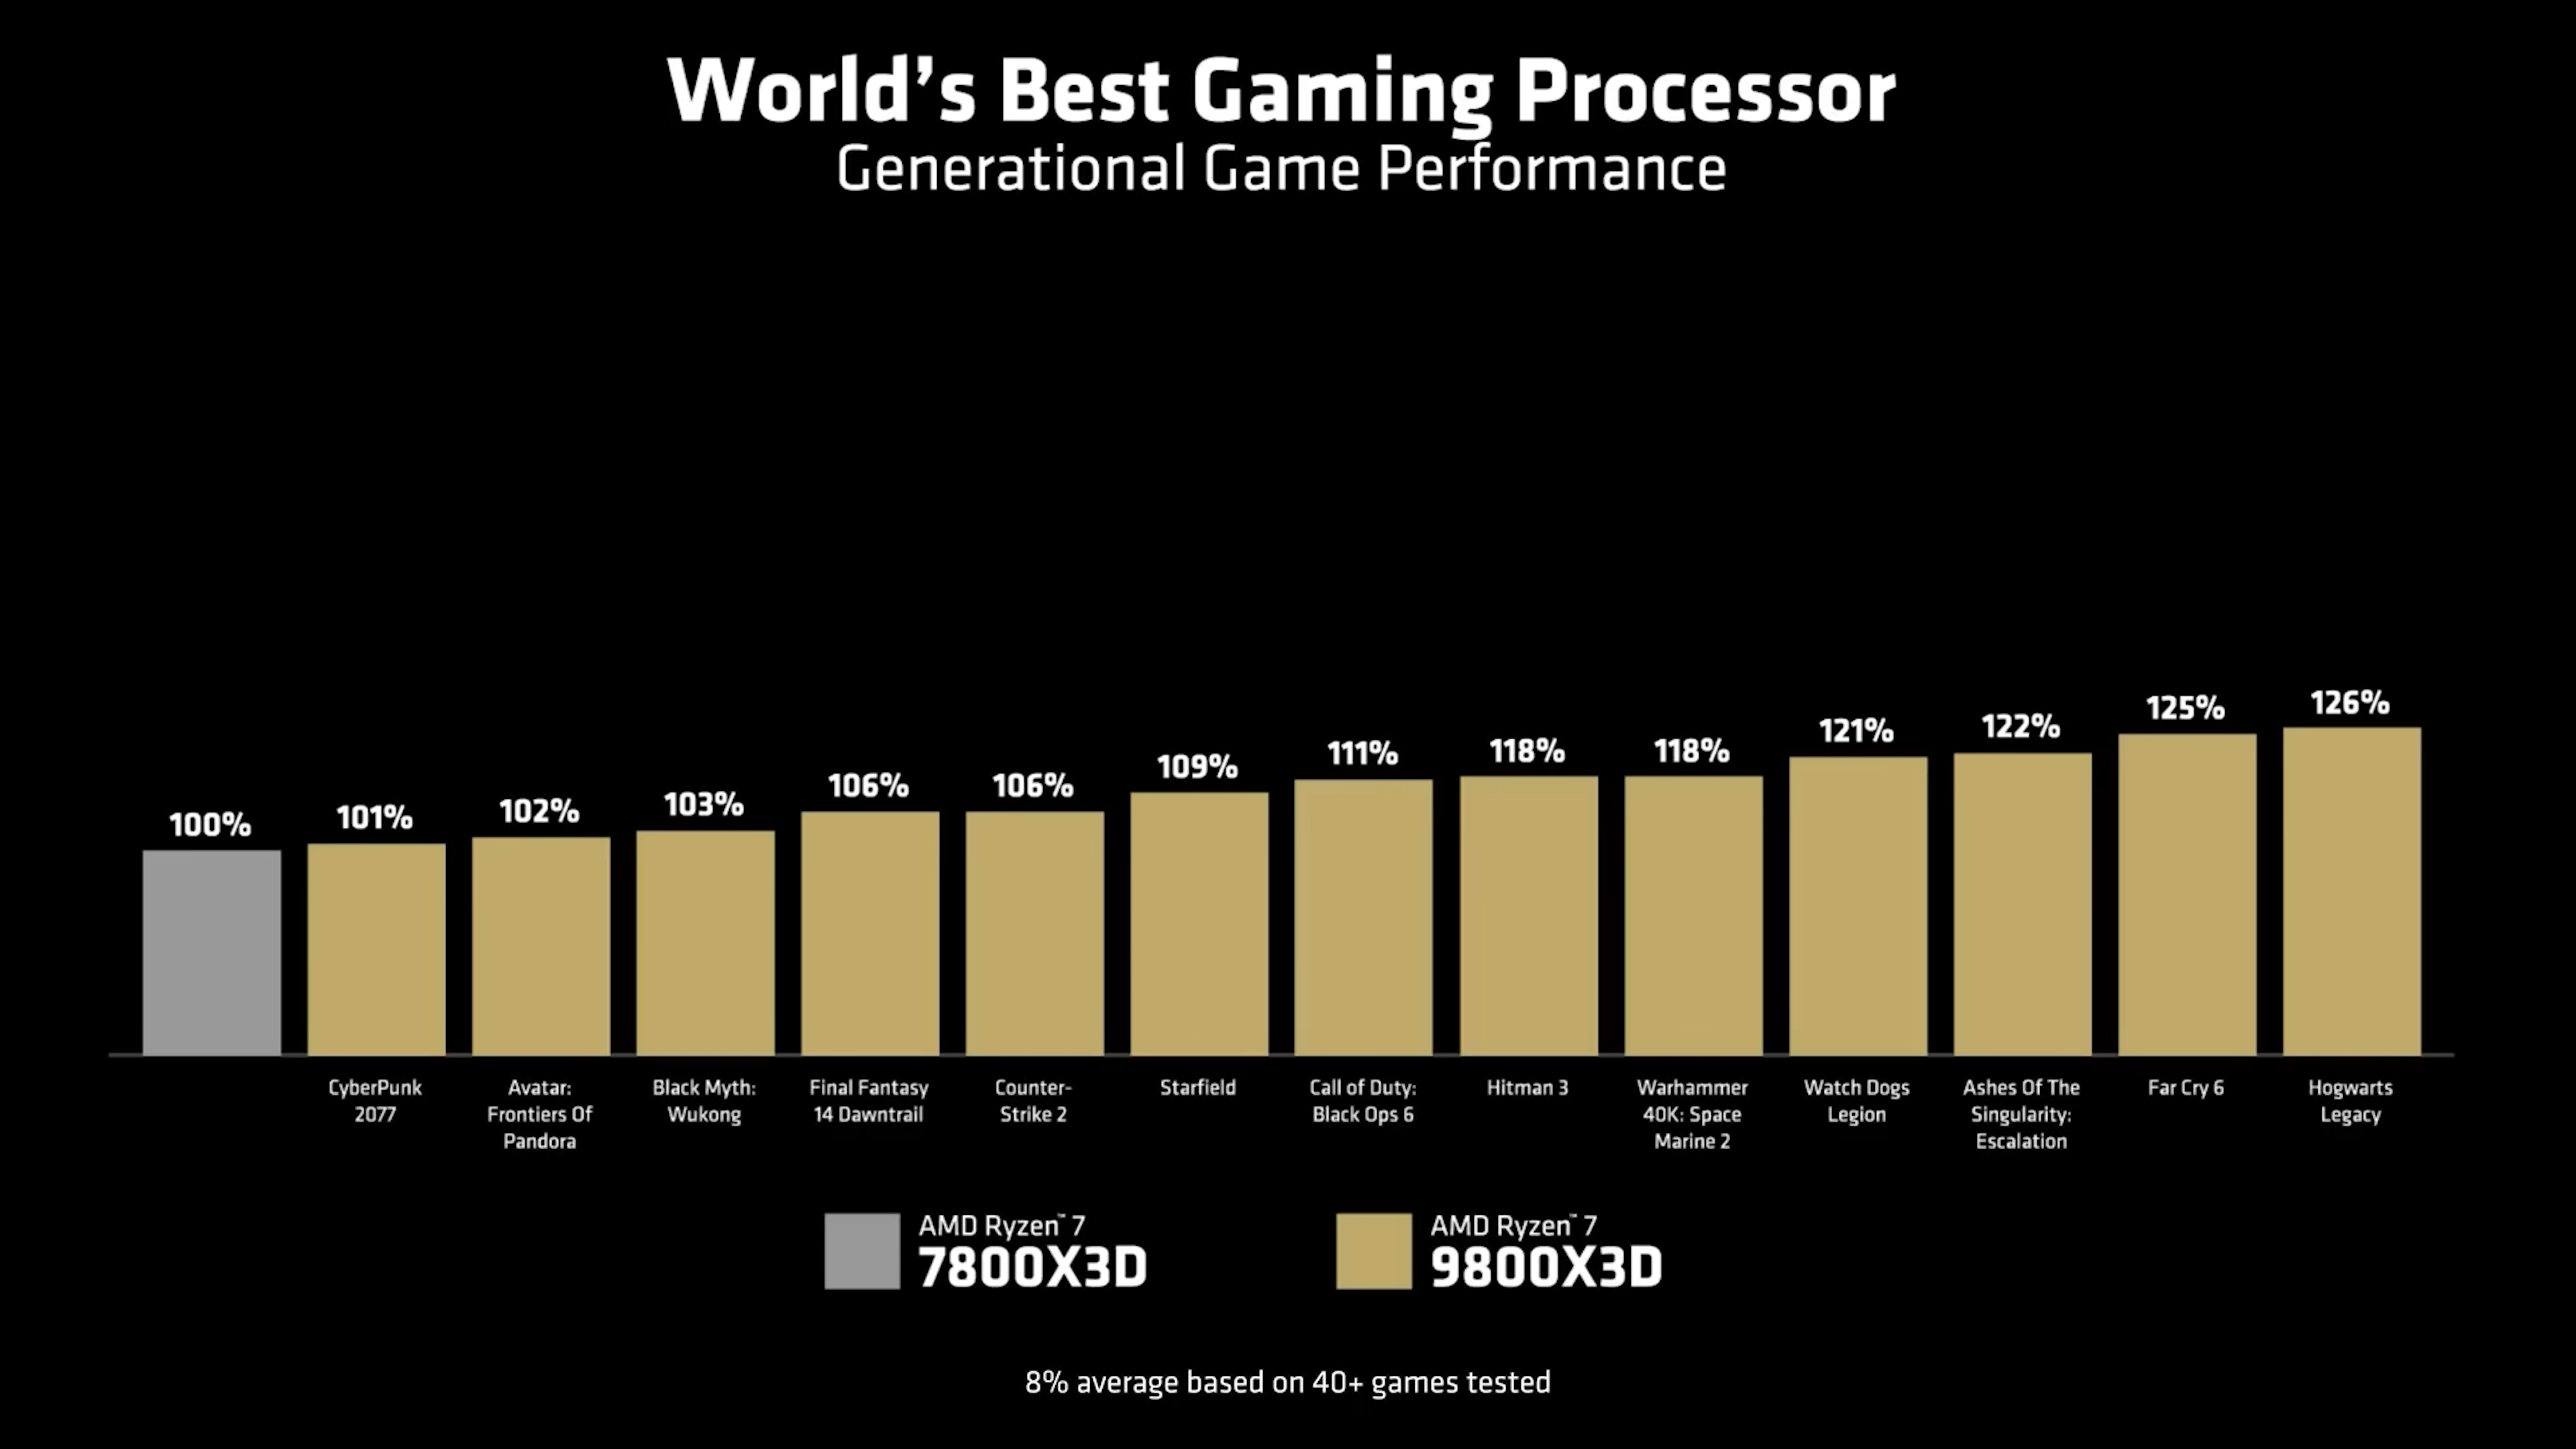 World's Best Gaming Processor
Generational Game Performance
100%
101%
102%
103%
106%
106%
109%
111%
118%
118%
121%
122%
125%
126%
CyberPunk
2077
Avatar:
Frontiers Of
Pandora
Black Myth:
Wukong
Final Fantasy
14 Dawntrail
Counter-
Strike 2
Starfield
Call of Duty:
Black Ops 6
Hitman 3
Warhammer
40K: Space
Marine 2
Watch Dogs
Legion
Ashes Of The
Singularity:
Escalation
Far Cry 6
Hogwarts
Legacy
AMD Ryzen™ 7
7800X3D
AMD Ryzen™ 7
9800X3D
8% average based on 40+ games tested